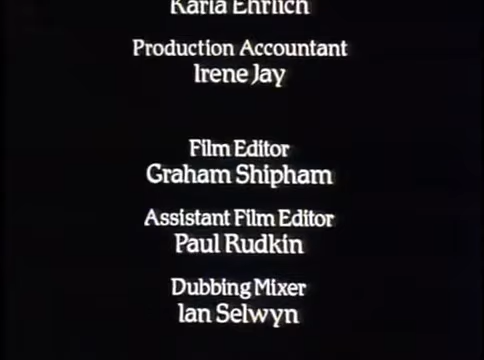 Karla Ehrlich
Production Accountant
Irene Jay
Film Editor
Graham Shipham
Assistant Film Editor
Paul Rudkin
Dubbing Mixer
Ian Selwyn